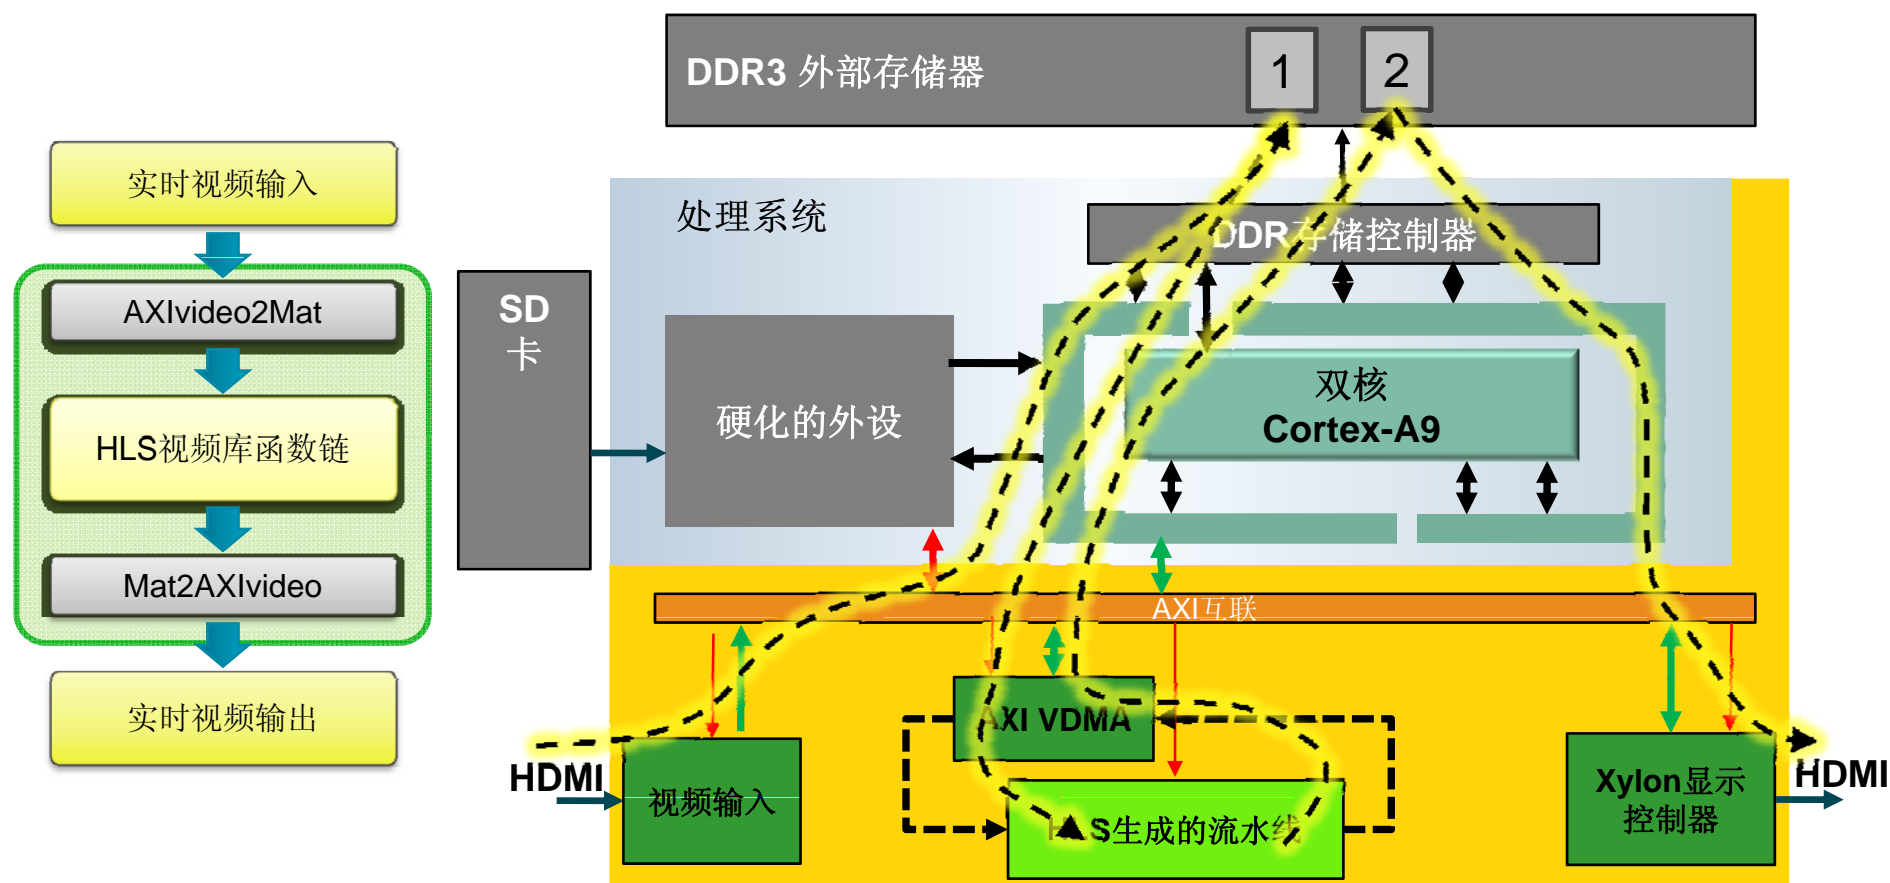 DDR3 外部存储器
1
2
实时视频输入
AXIvideo2Mat
HLS视频库函数链
Mat2AXIvideo
实时视频输出
处理系统
DDR存储控制器
SD
卡
硬化的外设
双核
Cortex-A9
AXI互联
AXI VDMA
HDMI
视频输入
HLS生成的流水线
Xylon显示
控制器
HDMI